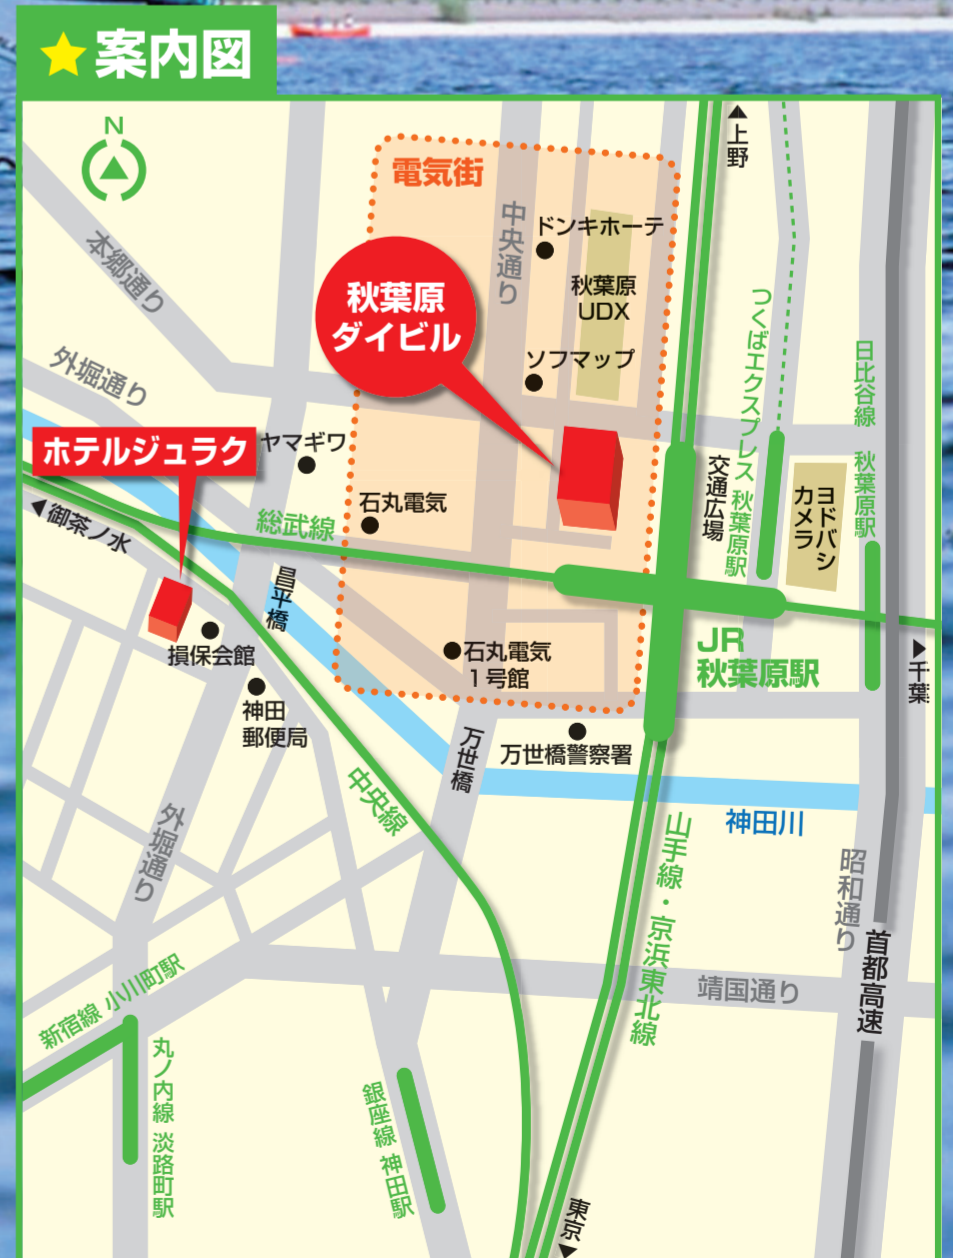 案内図
N
▲上野
電気街
中央通り
ドンキホーテ
秋葉原
UDX
本郷通り
秋葉原
ダイビル
つくばエクスプレス 秋葉原駅
日比谷線 秋葉原駅
外堀通り
ソフマップ
ホテルジュラク
ヤマギワ
交通広場
ヨドバシ
カメラ
石丸電気
◀御茶ノ水
総武線
昌平橋
JR
秋葉原駅
▶千葉
損保会館
石丸電気
1号館
神田
郵便局
万世橋
万世橋警察署
中央線
神田川
外堀通り
山手線・京浜東北線
昭和通り
首都高速
新宿線 小川町駅
靖国通り
丸ノ内線 淡路町駅
銀座線 神田駅
東京▼